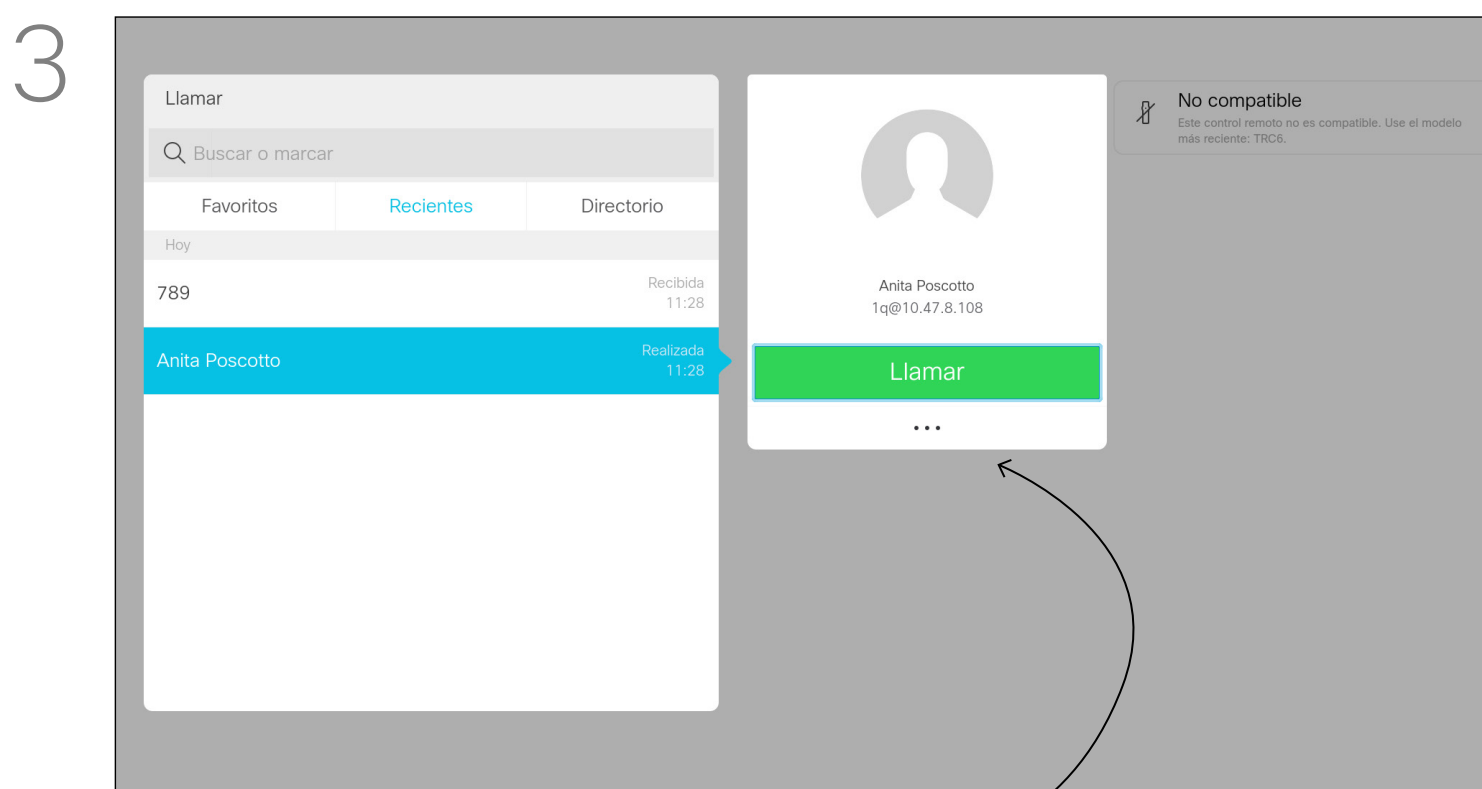 3
Llamar
Buscar o marcar
Favoritos Recientes Directorio
Hoy
789
Recibida
11:28
Anita Poscotto
Realizada
11:28
Anita Poscotto
1q@10.47.8.108
Llamar
...
No compatible
Este control remoto no es compatible. Use el modelo
más reciente: TRC6.